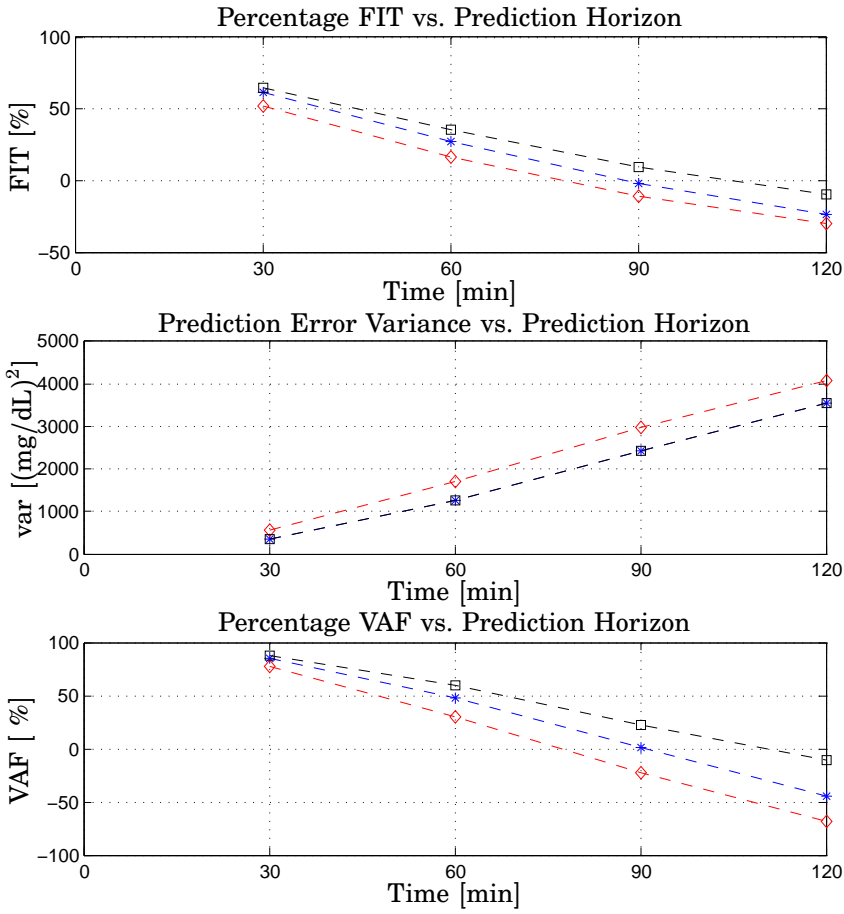 Percentage FIT vs. Prediction Horizon
100
50
0
−50
FIT [%]
0 30 60 90 120
Time [min]
Prediction Error Variance vs. Prediction Horizon
5000
4000
3000
2000
1000
0
var [(mg/dL)²]
0 30 60 90 120
Time [min]
Percentage VAF vs. Prediction Horizon
100
50
0
−50
−100
VAF [ %]
0 30 60 90 120
Time [min]